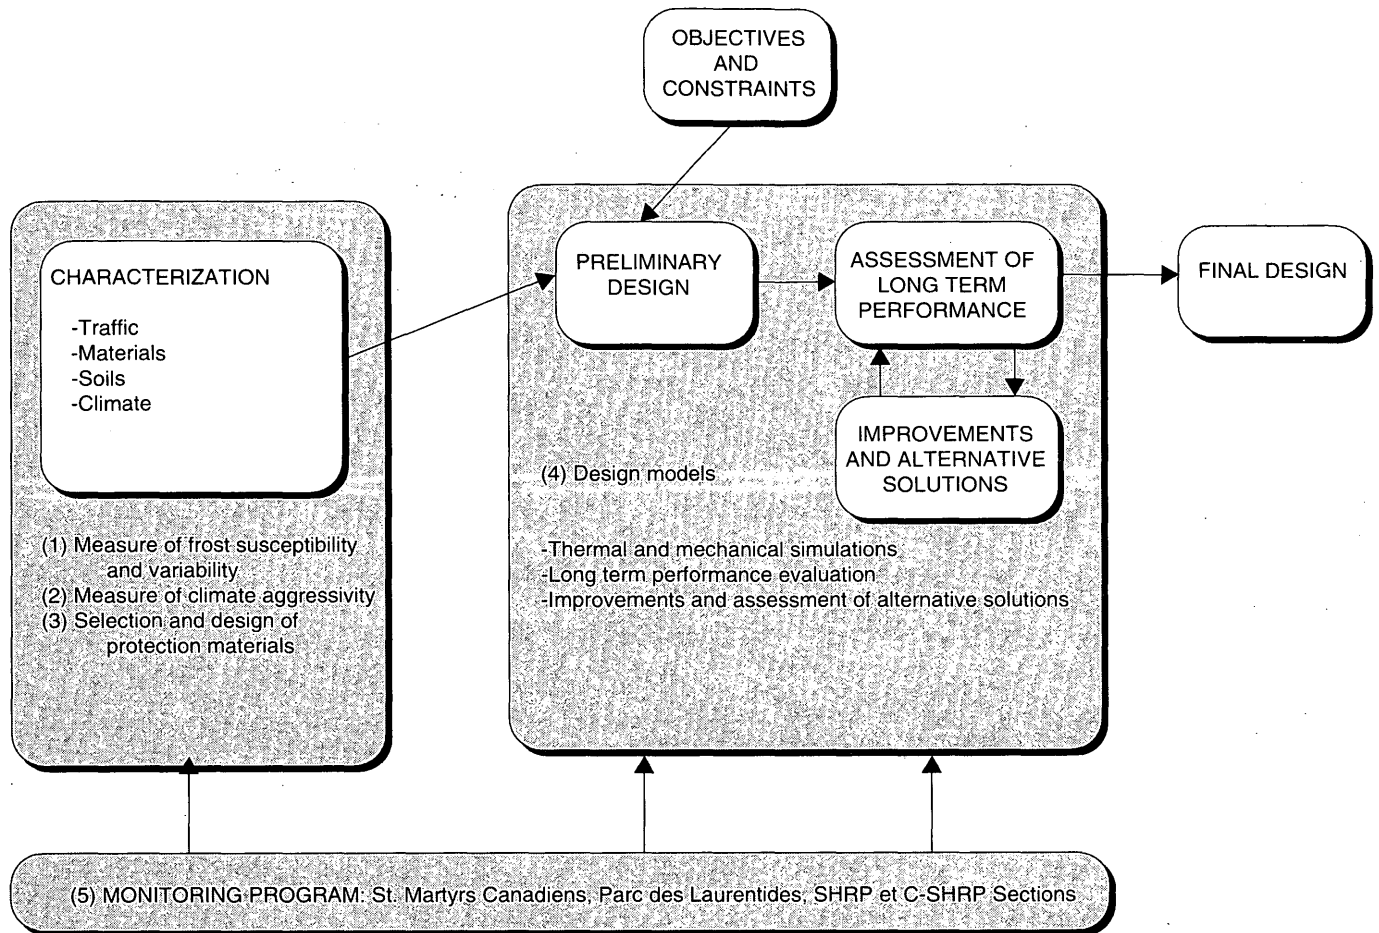 OBJECTIVES
AND
CONSTRAINTS
CHARACTERIZATION
-Traffic
-Materials
-Soils
-Climate
(1) Measure of frost susceptibility
and variability
(2) Measure of climate aggressivity
(3) Selection and design of
protection materials
PRELIMINARY
DESIGN
ASSESSMENT OF
LONG TERM
PERFORMANCE
IMPROVEMENTS
AND ALTERNATIVE
SOLUTIONS
(4) Design models
-Thermal and mechanical simulations
-Long term performance evaluation
-Improvements and assessment of alternative solutions
FINAL DESIGN
(5) MONITORING PROGRAM: St. Martyrs Canadiens, Parc des Laurentides, SHRP et C-SHRP Sections